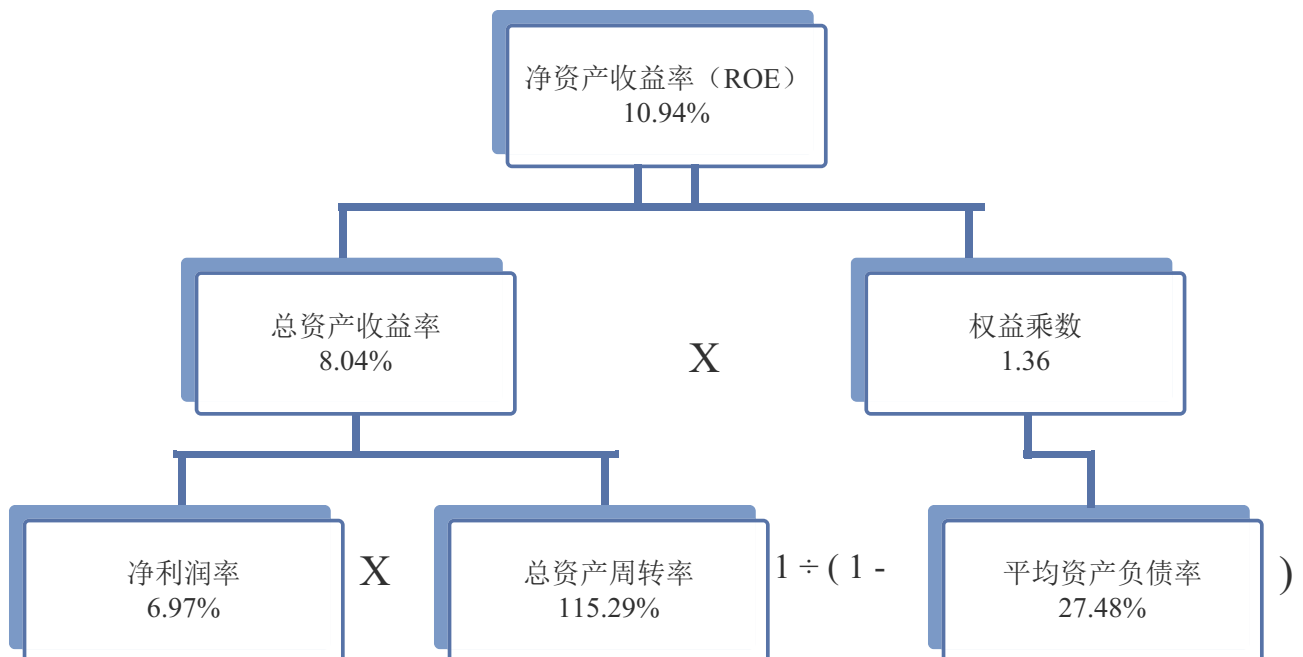 净资产收益率（ROE）
10.94%
总资产收益率
8.04%
X
权益乘数
1.36
净利润率
6.97%
X
总资产周转率
115.29%
1 ÷ ( 1 -
平均资产负债率
27.48%
)